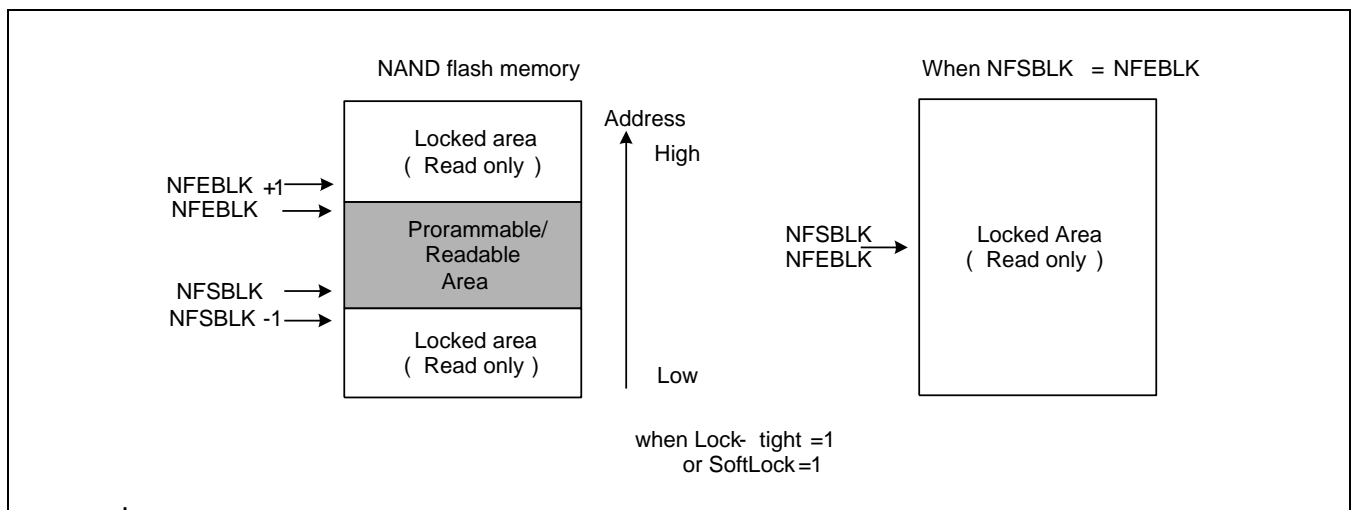 NAND flash memory
When NFSBLK = NFEBLK
Locked area
( Read only )
Address
High
NFEBLK +1
NFEBLK
Prorammable/
Readable
Area
NFSBLK
NFSBLK -1
Locked area
( Read only )
Low
NFSBLK
NFEBLK
Locked Area
( Read only )
when Lock- tight =1
or SoftLock=1